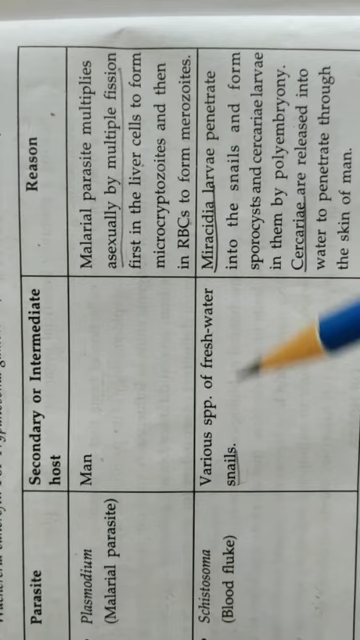 Parasite
Secondary or Intermediate
host
Reason
Plasmodium
(Malarial parasite)
Man
Malarial parasite multiplies
asexually by multiple fission
first in the liver cells to form
microcryptozoites and then
in RBCs to form merozoites.
Schistosoma
(Blood fluke)
Various spp. of fresh-water
snails.
Miracidia larvae penetrate
into the snails and form
sporocysts and cercariae larvae
in them by polyembryony.
Cercariae are released into
water to penetrate through
the skin of man.